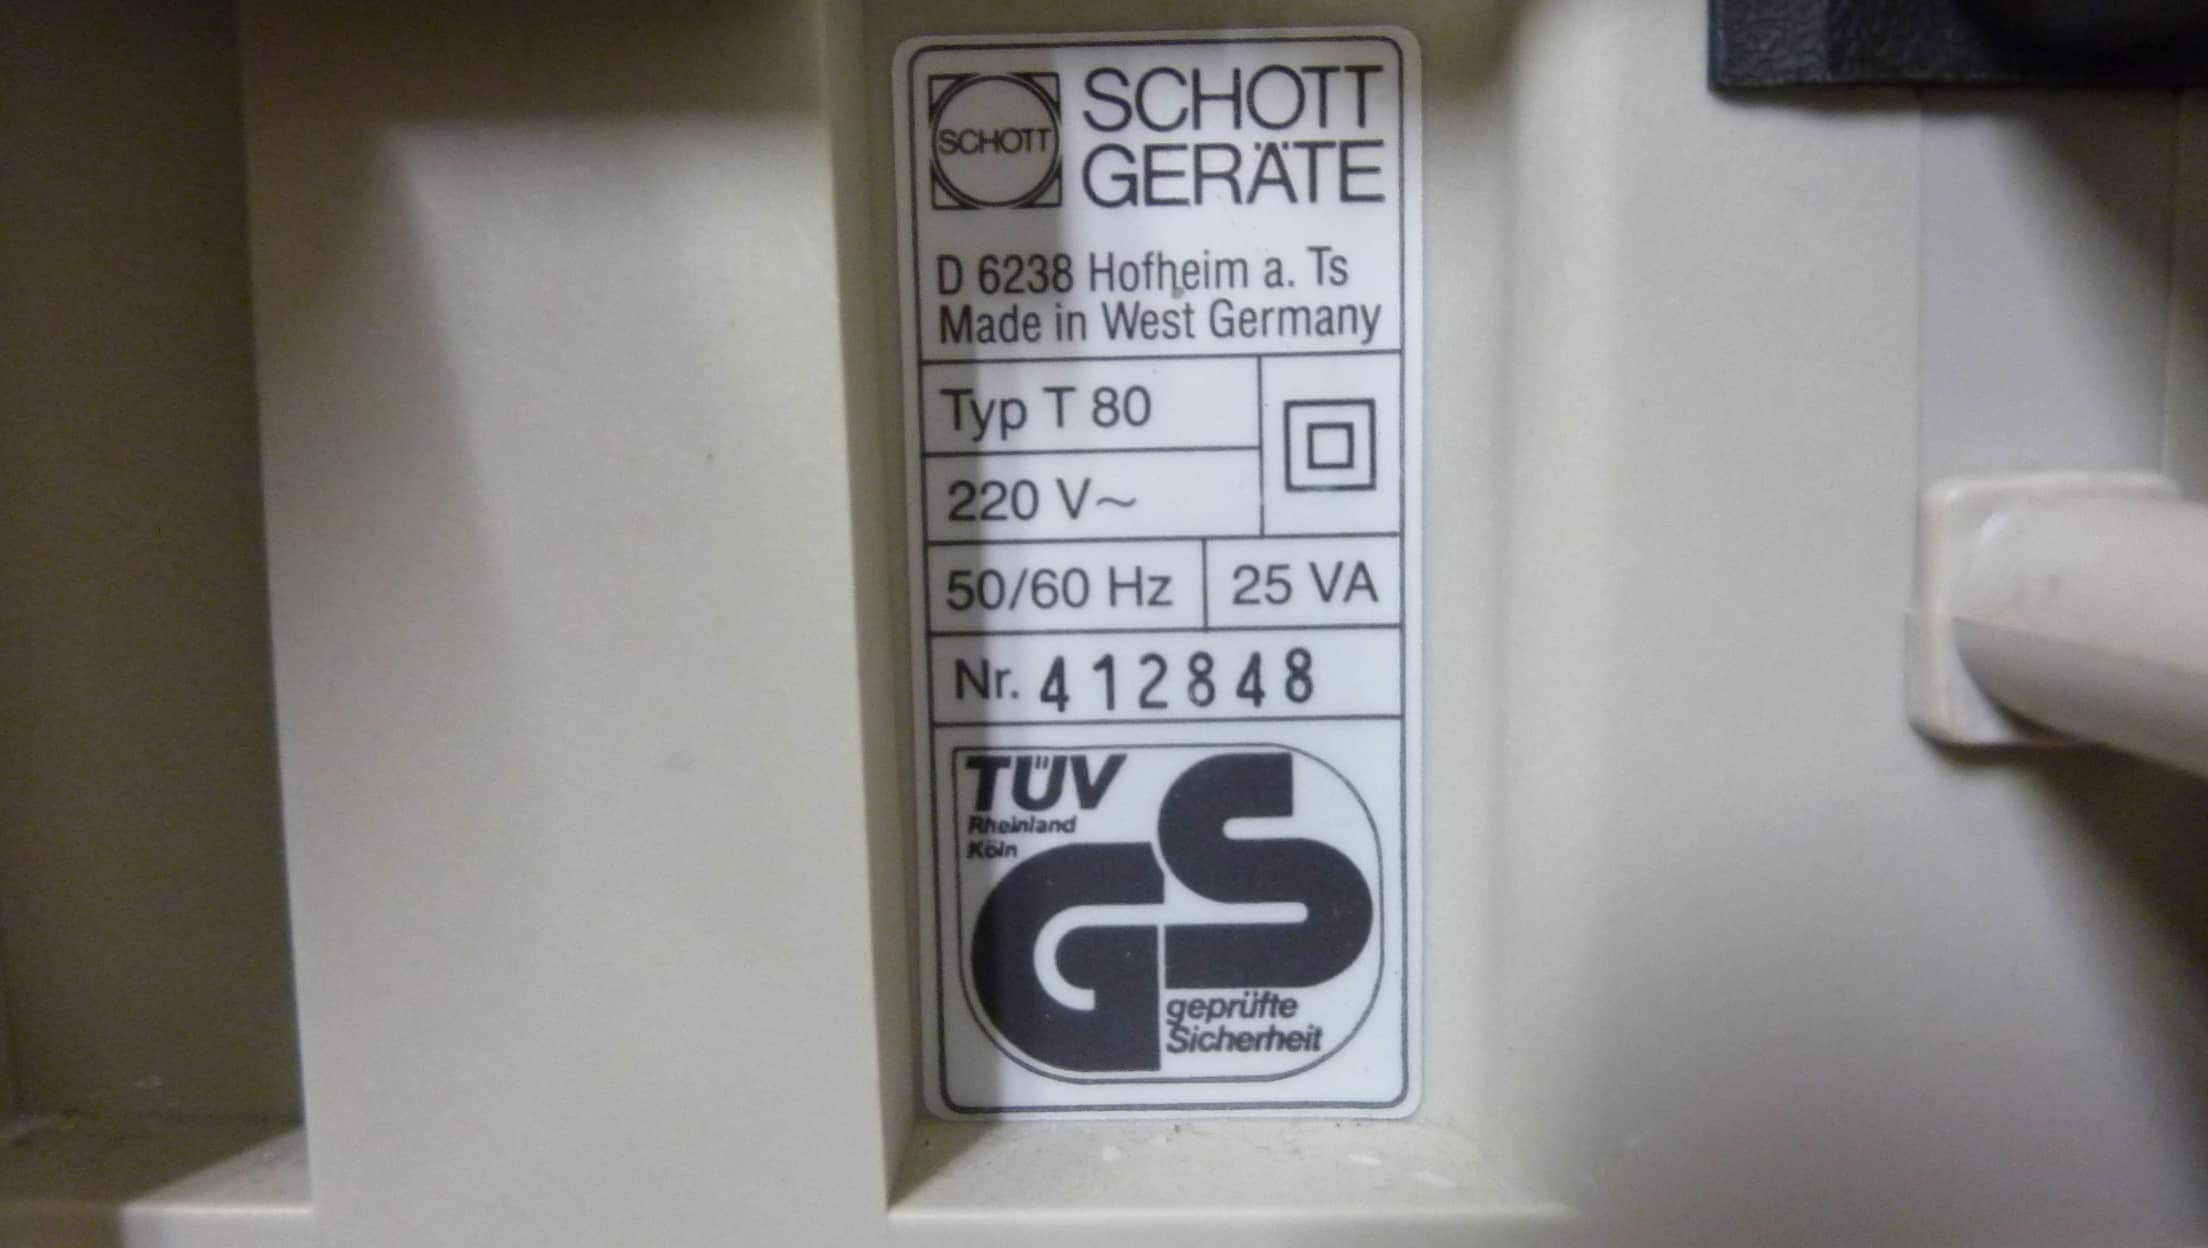 SCHOTT
SCHOTT
GERÄTE
D 6238 Hofheim a. Ts
Made in West Germany
Typ T 80
220 V~
50/60 Hz 25 VA
Nr. 412848
TÜV
Rheinland
Köln
GS
geprüfte
Sicherheit